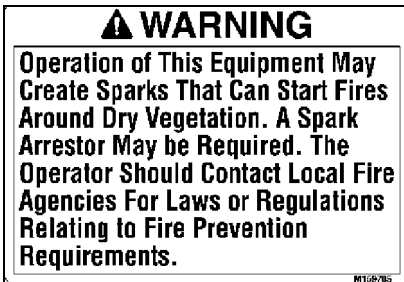 WARNING
Operation of This Equipment May
Create Sparks That Can Start Fires
Around Dry Vegetation. A Spark
Arrestor May be Required. The
Operator Should Contact Local Fire
Agencies For Laws or Regulations
Relating to Fire Prevention
Requirements.
M159765